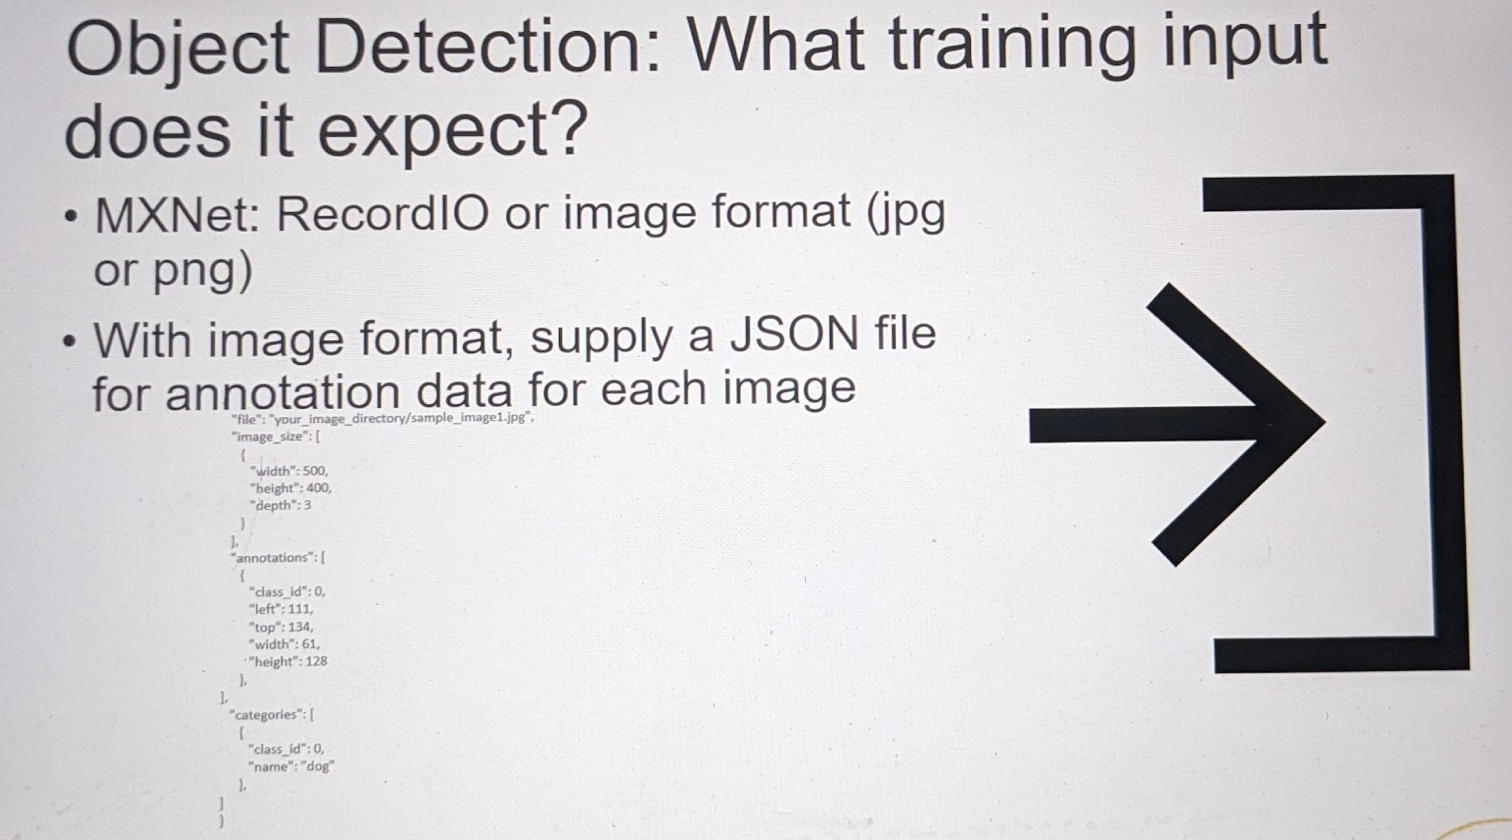 Object Detection: What training input
does it expect?
• MXNet: RecordIO or image format (jpg
or png)
• With image format, supply a JSON file
for annotation data for each image
"file": "your_image_directory/sample_image1.jpg",
"image_size": [
{
"width": 500,
"height": 400,
"depth": 3
}
],
"annotations": [
{
"class_id": 0,
"left": 111,
"top": 134,
"width": 61,
"height": 128
},
],
"categories": [
{
"class_id": 0,
"name": "dog"
},
]
}